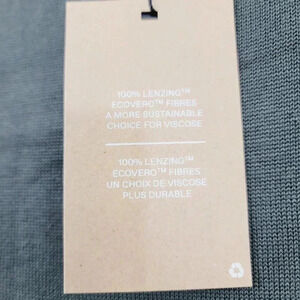 100% LENZING™
ECOVERO™ FIBRES
A MORE SUSTAINABLE
CHOICE FOR VISCOSE
100% LENZING™
ECOVERO™ FIBRES
UN CHOIX DE VISCOSE
PLUS DURABLE